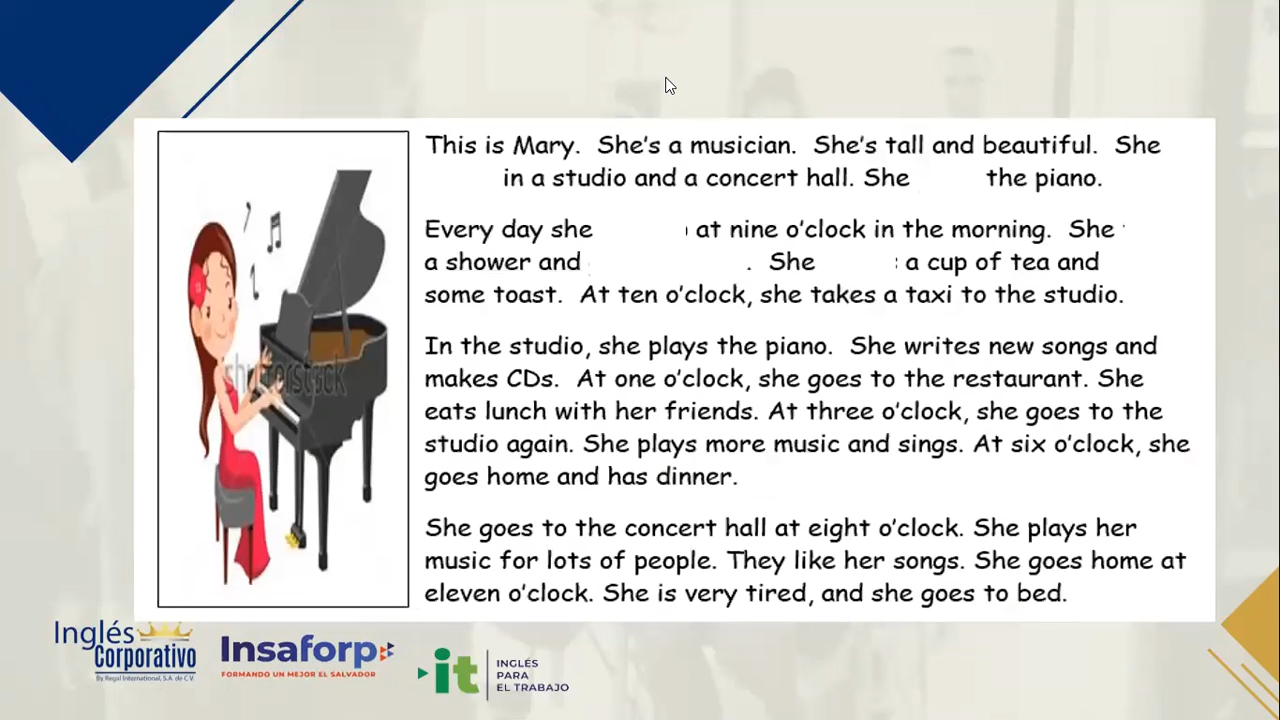 This is Mary. She's a musician. She's tall and beautiful. She
in a studio and a concert hall. She the piano.
Every day she at nine o'clock in the morning. She
a shower and . She a cup of tea and
some toast. At ten o'clock, she takes a taxi to the studio.
In the studio, she plays the piano. She writes new songs and
makes CDs. At one o'clock, she goes to the restaurant. She
eats lunch with her friends. At three o'clock, she goes to the
studio again. She plays more music and sings. At six o'clock, she
goes home and has dinner.
She goes to the concert hall at eight o'clock. She plays her
music for lots of people. They like her songs. She goes home at
eleven o'clock. She is very tired, and she goes to bed.
shutterstock
Inglés
Corporativo
By Regal International, S.A. de C.V.
Insaforp
FORMANDO UN MEJOR EL SALVADOR
it
INGLÉS
PARA
EL TRABAJO